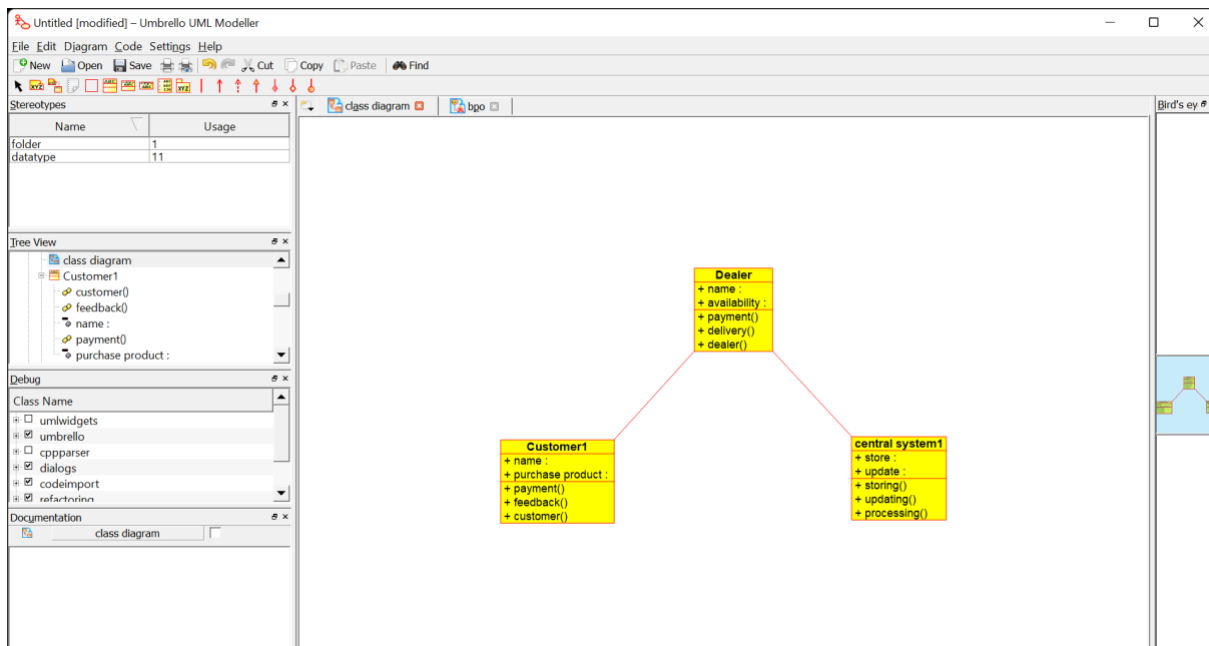 Untitled [modified] – Umbrello UML Modeller
File Edit Diagram Code Settings Help
New Open Save Cut Copy Paste Find
Stereotypes
Name Usage
folder 1
datatype 11
Tree View
class diagram
Customer1
customer()
feedback()
name :
payment()
purchase product :
Debug
Class Name
umlwidgets
umbrello
cppparser
dialogs
codeimport
refactoring
Documentation
class diagram
class diagram bpo
Dealer
+ name :
+ availability :
+ payment()
+ delivery()
+ dealer()
Customer1
+ name :
+ purchase product :
+ payment()
+ feedback()
+ customer()
central system1
+ store :
+ update :
+ storing()
+ updating()
+ processing()
Bird's ey